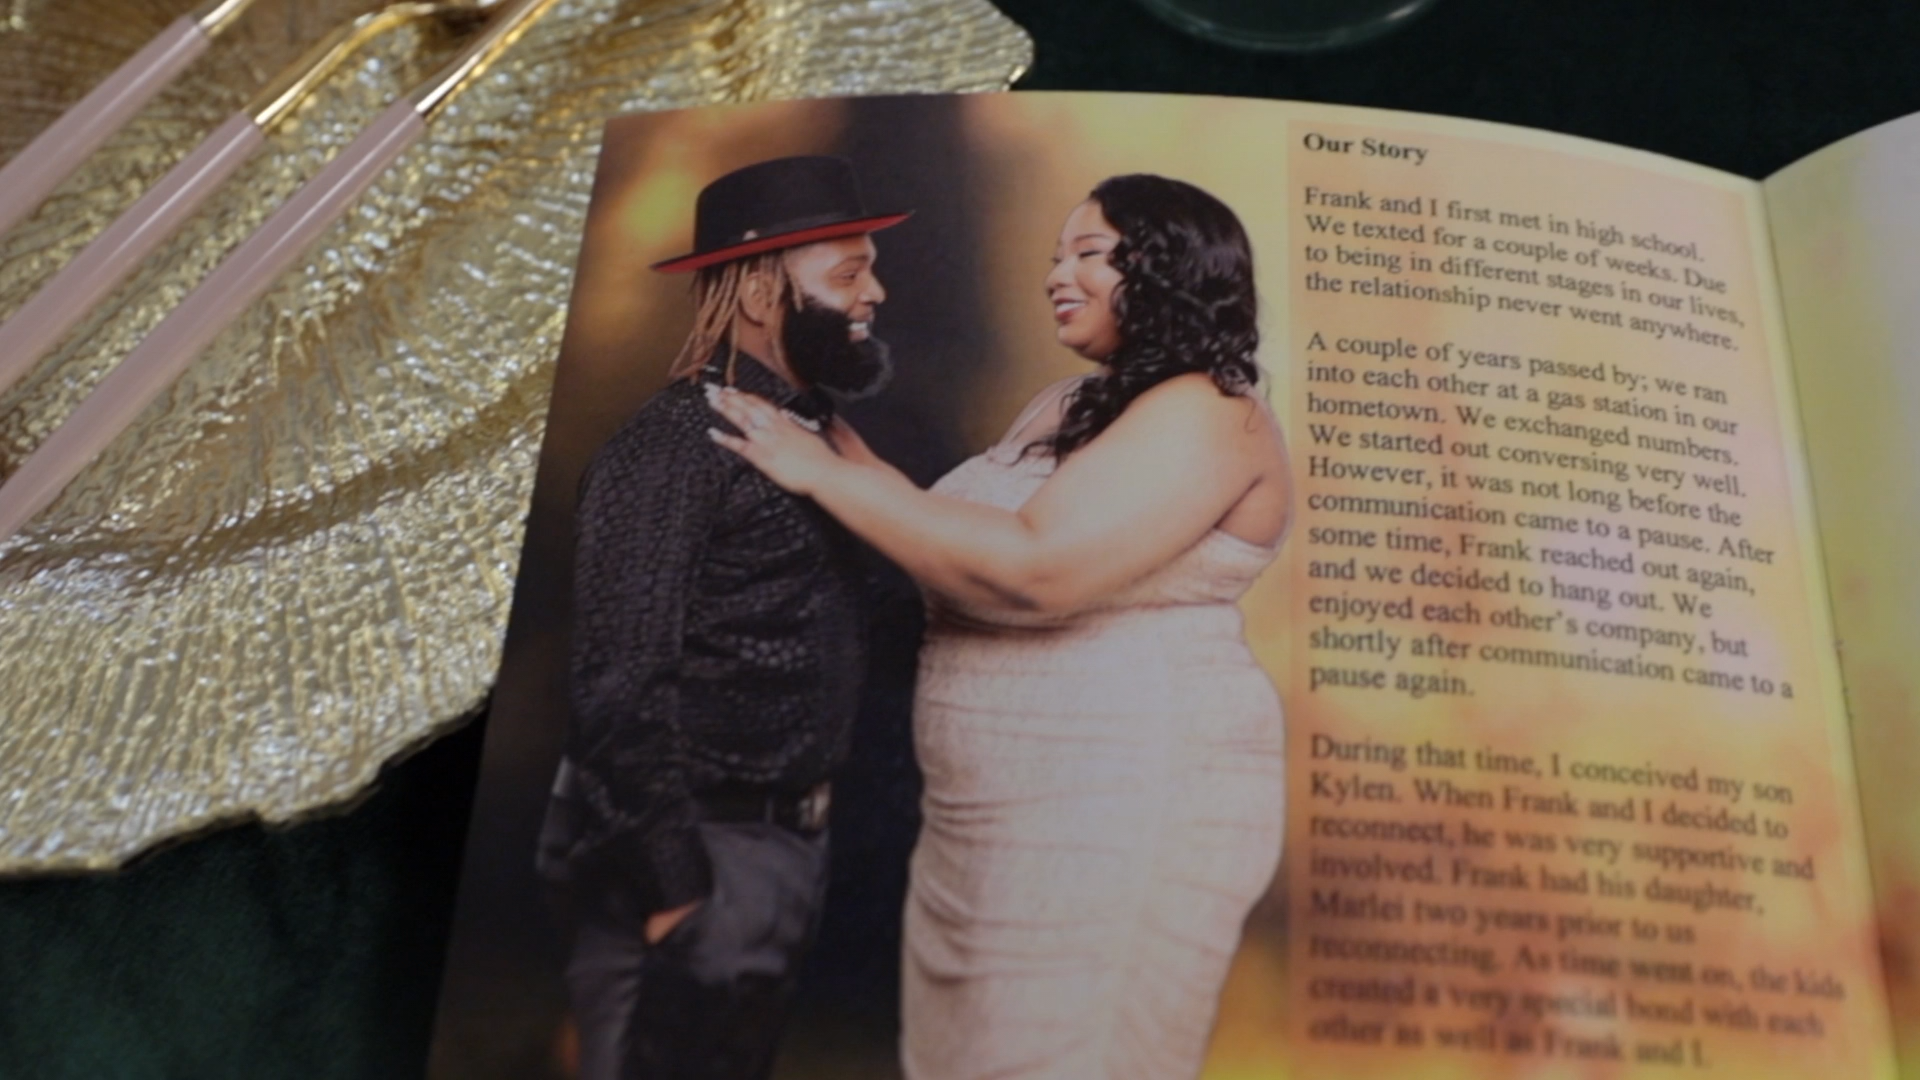 Our Story
Frank and I first met in high school.
We texted for a couple of weeks. Due
to being in different stages in our lives,
the relationship never went anywhere.
A couple of years passed by; we ran
into each other at a gas station in our
hometown. We exchanged numbers.
We started out conversing very well.
However, it was not long before the
communication came to a pause. After
some time, Frank reached out again,
and we decided to hang out. We
enjoyed each other's company, but
shortly after communication came to a
pause again.
During that time, I conceived my son
Kylen. When Frank and I decided to
reconnect, he was very supportive and
involved. Frank had his daughter,
Marlei two years prior to us
reconnecting. As time went on, the kids
created a very special bond with each
other as well as Frank and I.